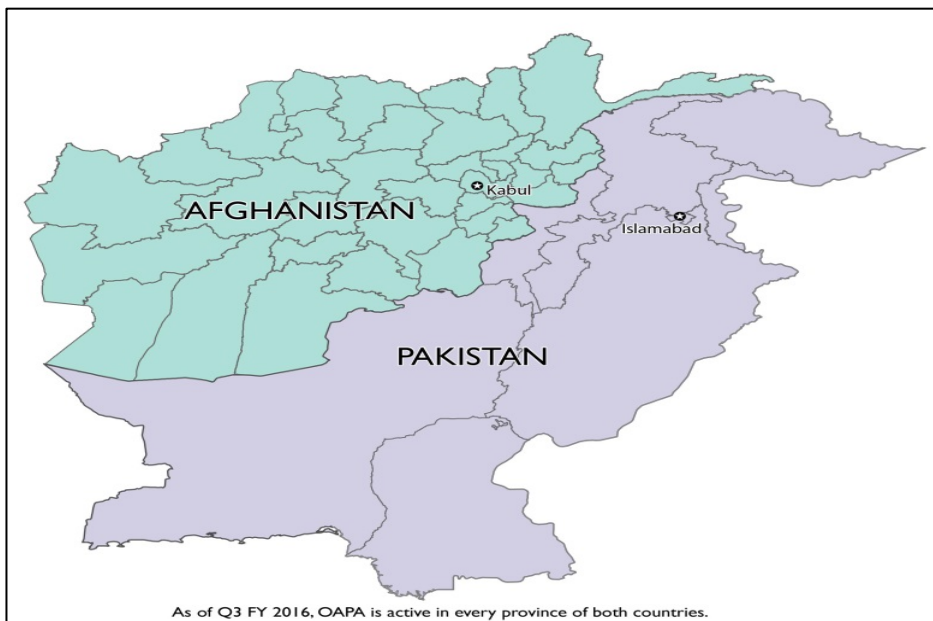 Kabul
AFGHANISTAN
Islamabad
PAKISTAN
As of Q3 FY 2016, OAPA is active in every province of both countries.